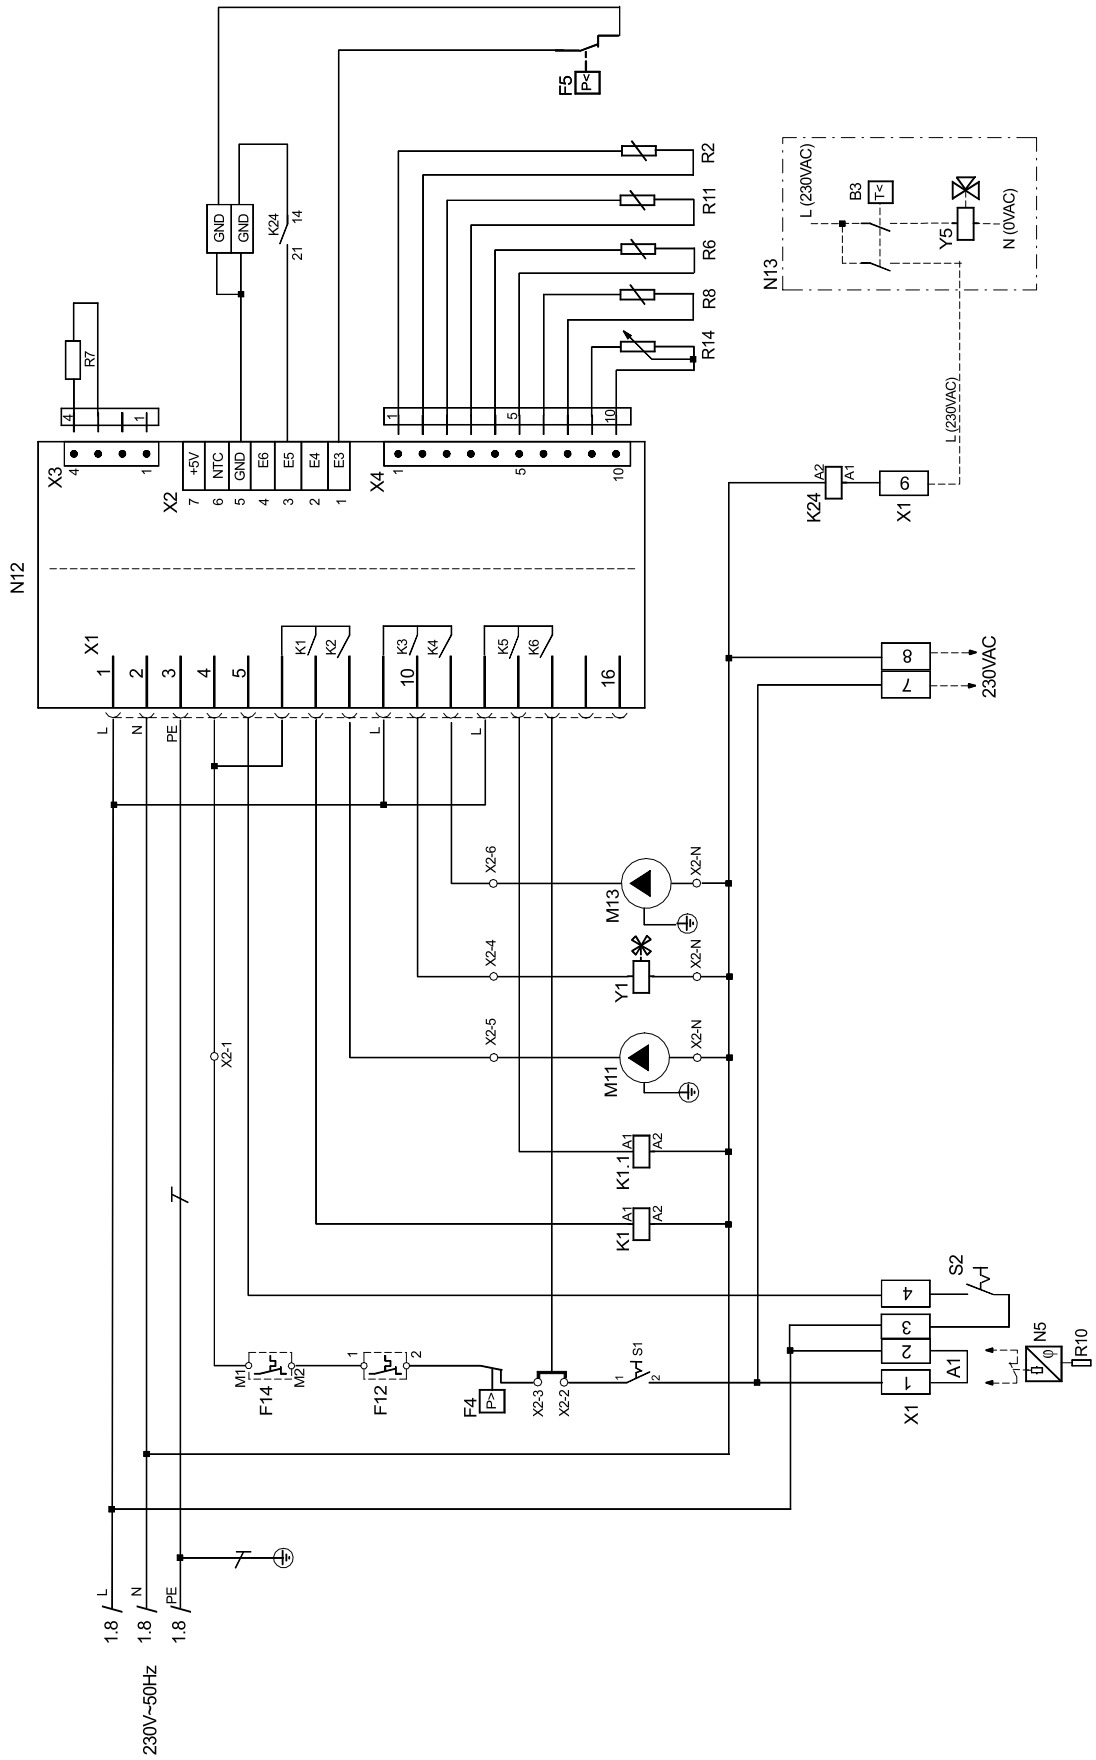 F5
P<
GND
GND
K24
14
21
R2
R11
R6
R8
R14
L (230VAC)
B3
T<
Y5
N (0VAC)
N13
L (230VAC)
R7
4
1
1
5
10
X3
4
1
X2
+5V
NTC
GND
E6
E5
E4
E3
7
6
5
4
3
2
1
X4
1
5
10
N12
K24
A2
A1
9
X1
X1
1
2
3
4
5
10
16
K1
K2
K3
K4
K5
K6
L
N
PE
L
L
8
7
230VAC
X2-6
M13
X2-N
X2-4
Y1
X2-N
X2-5
M11
X2-N
X2-1
K1.1
A1
A2
K1
A1
A2
S2
4
3
2
1
X1
A1
N5
R10
M1
M2
F14
1
2
F12
F4
P>
X2-3
X2-2
1
2
S1
L
N
PE
1.8
1.8
1.8
230V~50Hz